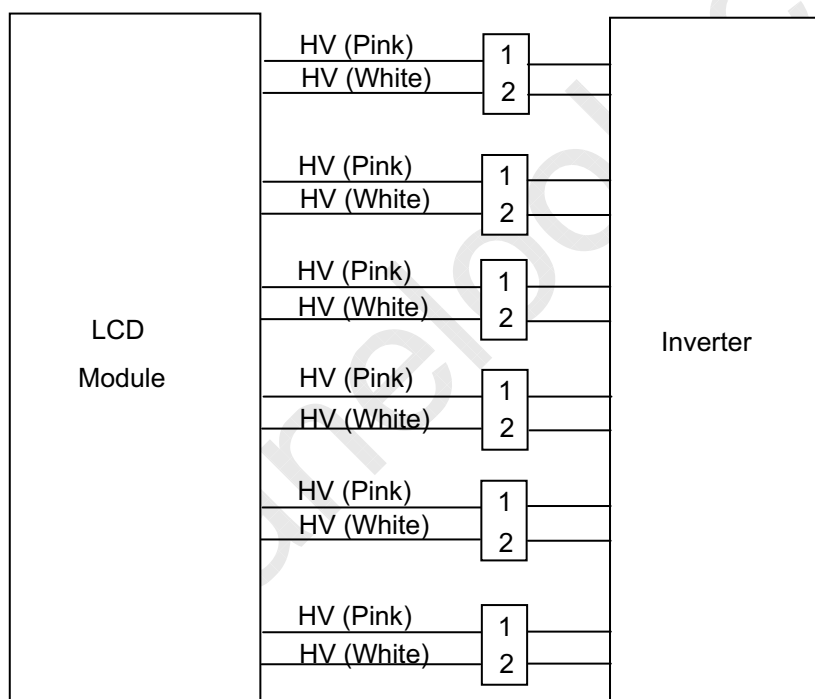 HV (Pink)
1
HV (White)
2
HV (Pink)
1
HV (White)
2
HV (Pink)
1
HV (White)
2
LCD
Module
Inverter
HV (Pink)
1
HV (White)
2
HV (Pink)
1
HV (White)
2
HV (Pink)
1
HV (White)
2